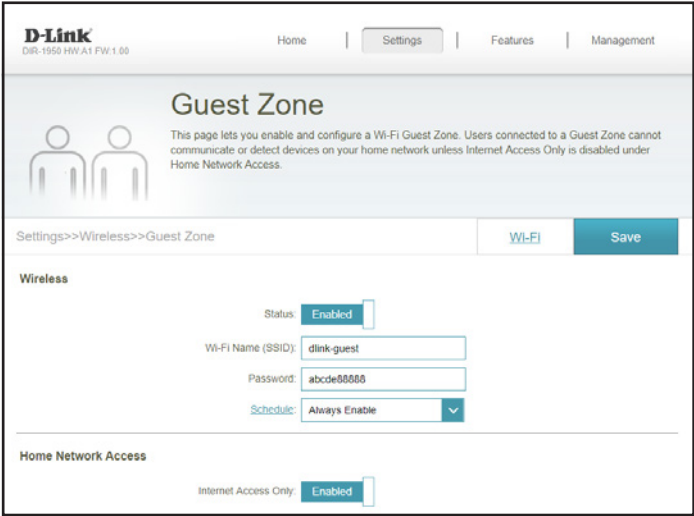 D-Link
DIR-1950 HW:A1 FW:1.00
Home | Settings | Features | Management
Guest Zone
This page lets you enable and configure a Wi-Fi Guest Zone. Users connected to a Guest Zone cannot
communicate or detect devices on your home network unless Internet Access Only is disabled under
Home Network Access.
Settings>>Wireless>>Guest Zone
Wi-Fi
Save
Wireless
Status: Enabled
Wi-Fi Name (SSID): dlink-guest
Password: abcde88888
Schedule: Always Enable
Home Network Access
Internet Access Only: Enabled